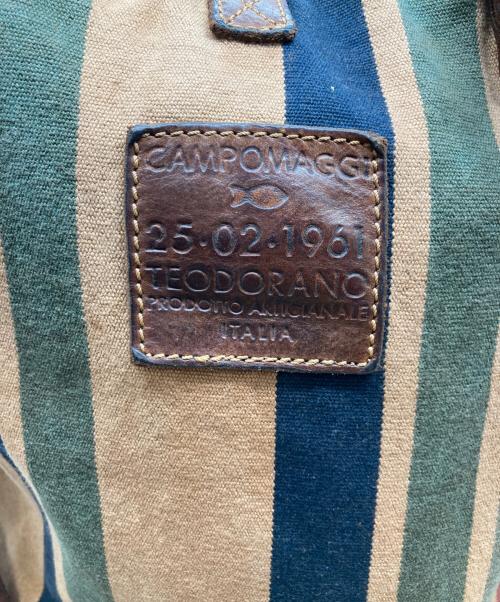 CAMPOMAGGI
25·02·1961
TEODORANO
PRODOTTO ARTIGIANALE
ITALIA